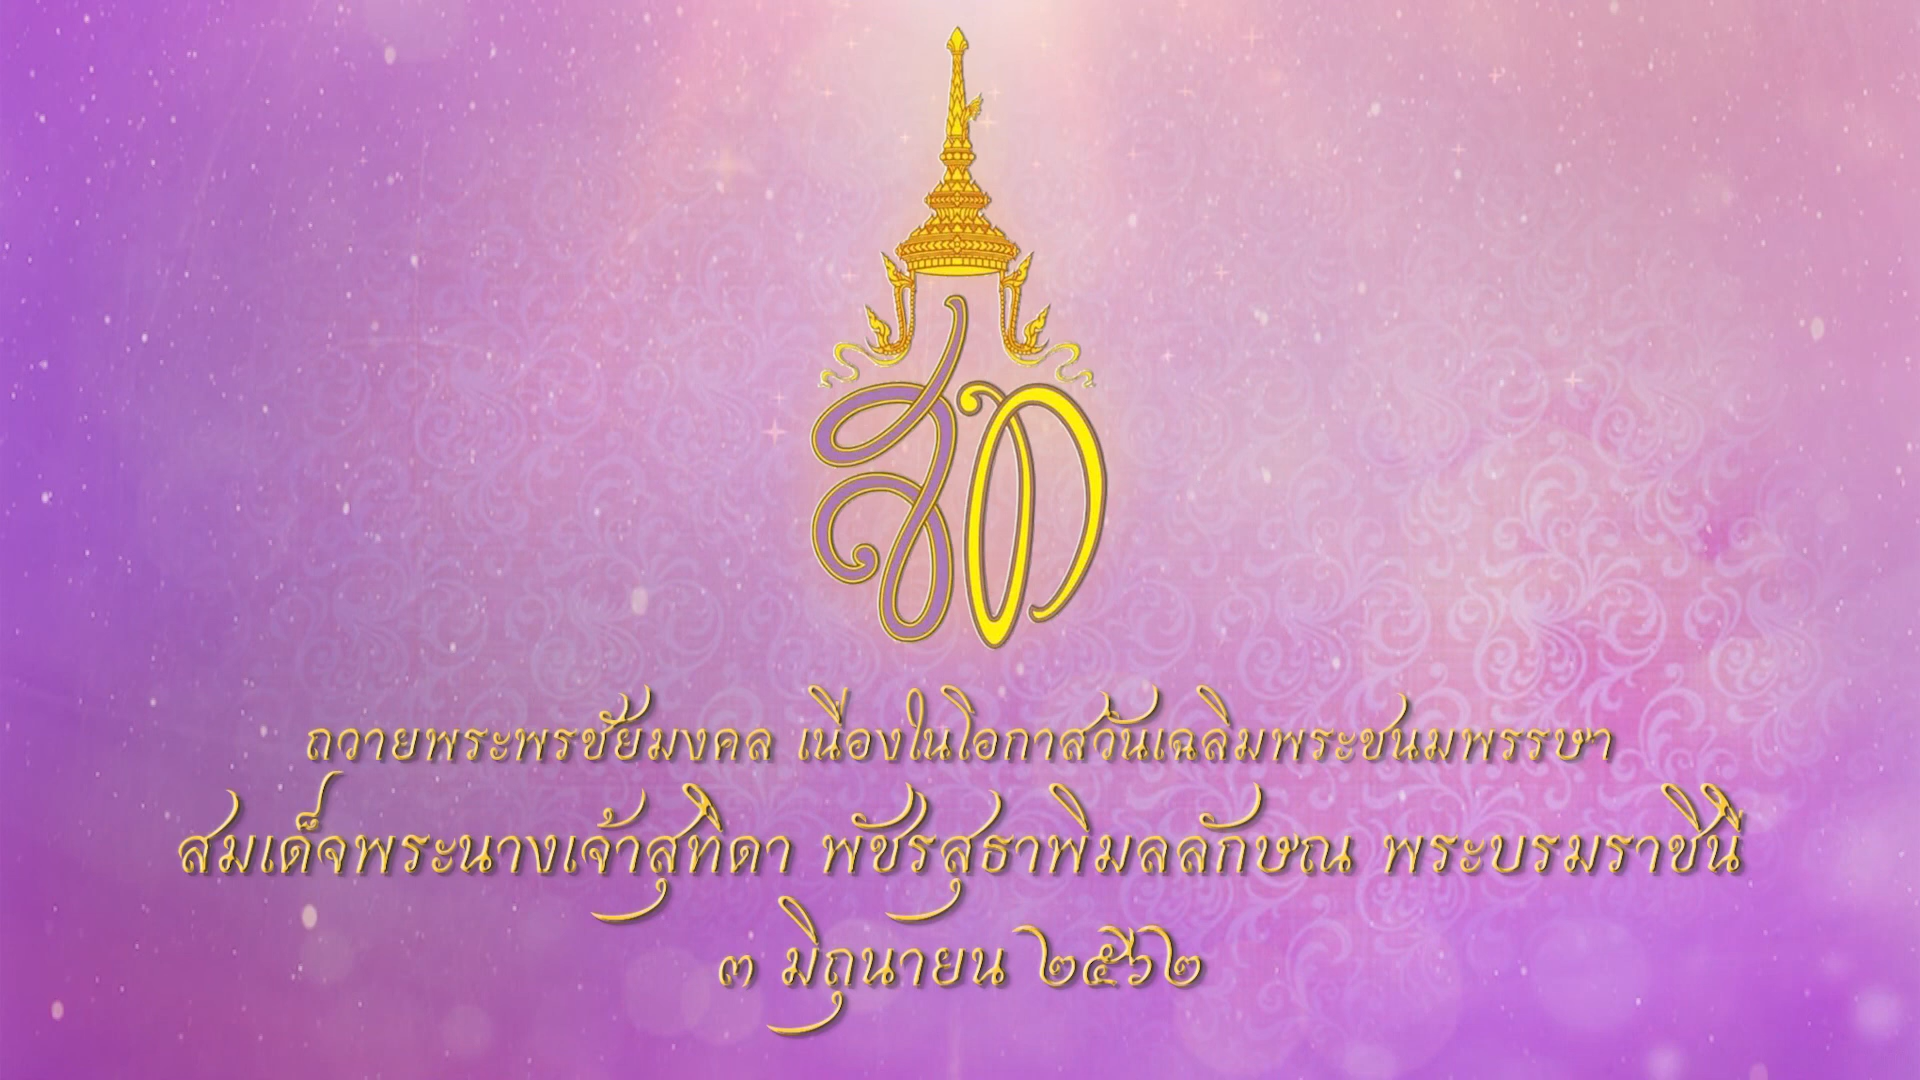 สท
ถวายพระพรชัยมงคล เนื่องในโอกาสวันเฉลิมพระชนมพรรษา
สมเด็จพระนางเจ้าสุทิดา พัชรสุธาพิมลลักษณ พระบรมราชินี
๓ มิถุนายน ๒๕๖๒